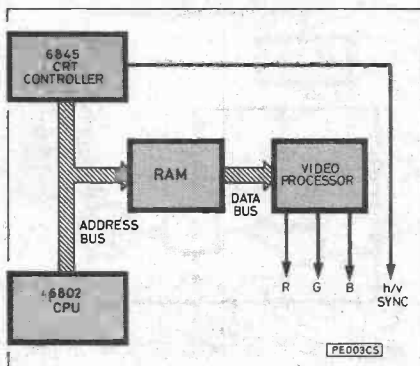 6845
CRT
CONTROLLER
RAM
VIDEO
PROCESSOR
ADDRESS
BUS
DATA
BUS
6802
CPU
R
G
B
h/v
SYNC
PE003CS